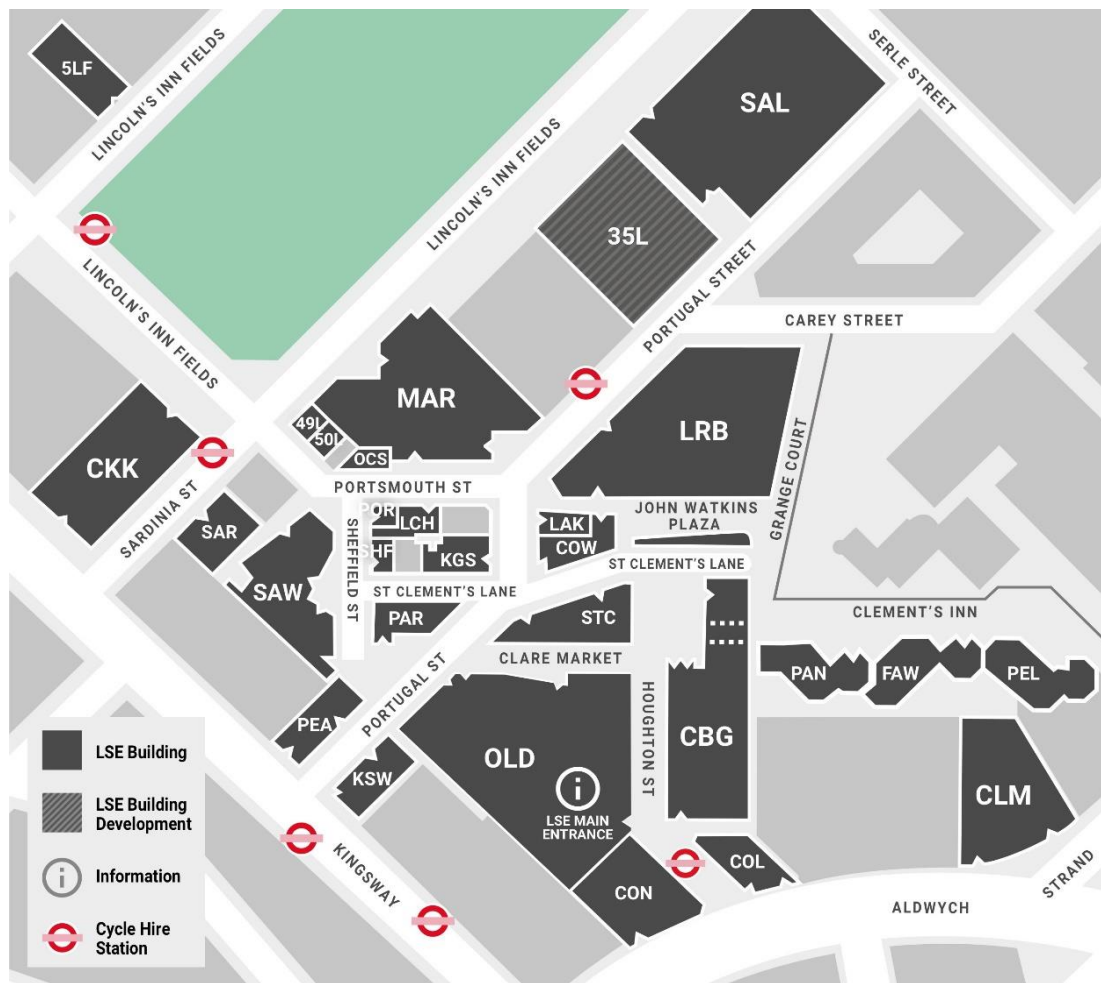 5LF
LINCOLN'S INN FIELDS
SERLE STREET
SAL
LINCOLN'S INN FIELDS
35L
LINCOLN'S INN FIELDS
PORTUGAL STREET
CAREY STREET
MAR
49L
50L
OCS
LRB
GRANGE COURT
CKK
PORTSMOUTH ST
SARDINIA ST
JOHN WATKINS
PLAZA
POR
LCH
LAK
COW
SAR
SHEFFIELD ST
SHF
KGS
ST CLEMENT'S LANE
SAW
ST CLEMENT'S LANE
PAR
STC
CLEMENT'S INN
CLARE MARKET
PAN
FAW
PEL
PORTUGAL ST
PEA
HOUGHTON ST
CBG
OLD
KSW
LSE MAIN
ENTRANCE
CLM
KINGSWAY
COL
CON
STRAND
ALDWYCH
LSE Building
LSE Building
Development
Information
Cycle Hire
Station